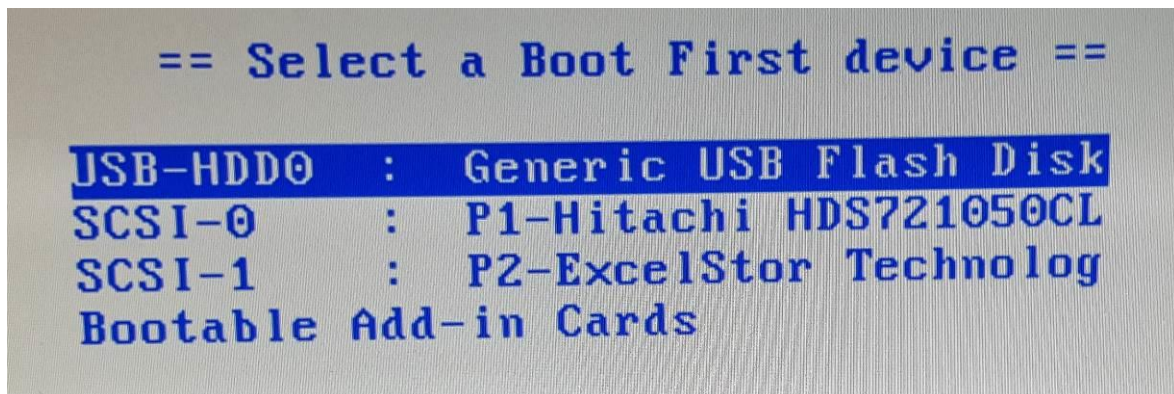 == Select a Boot First device ==
USB-HDD0 : Generic USB Flash Disk
SCSI-0 : P1-Hitachi HDS721050CL
SCSI-1 : P2-ExcelStor Technolog
Bootable Add-in Cards